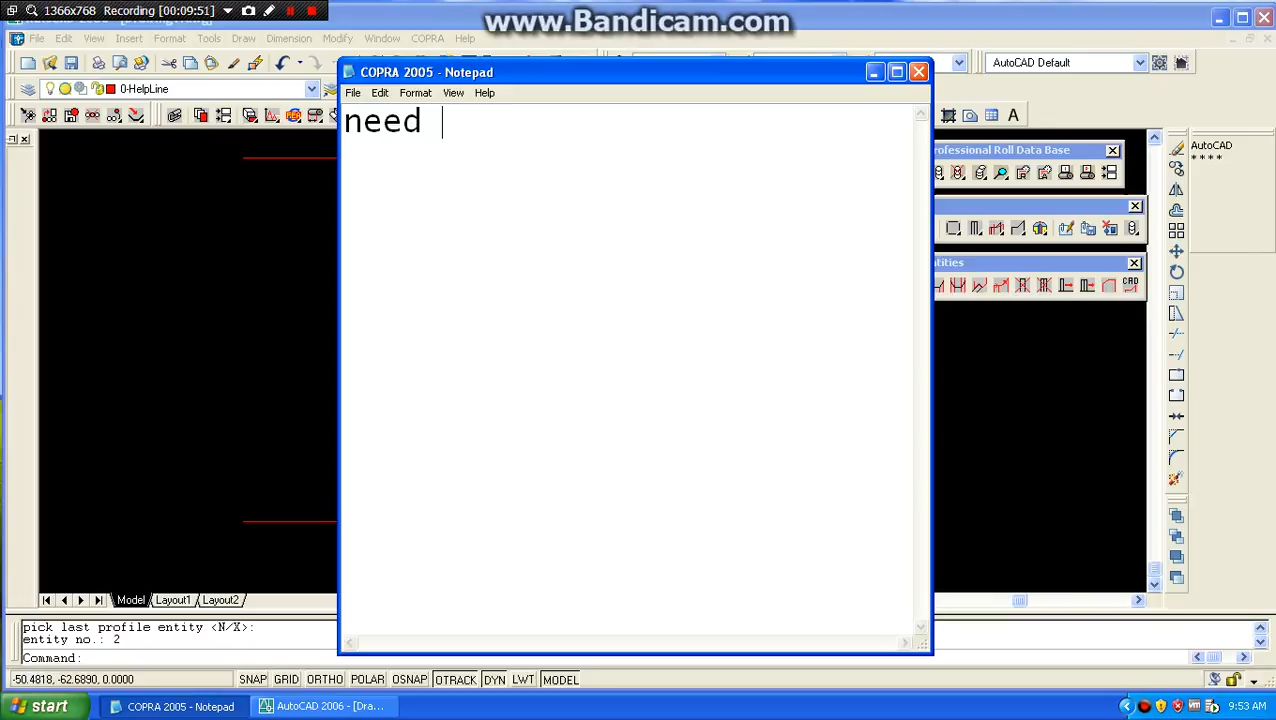 1366x768 Recording [00:09:51]
www.Bandicam.com
File Edit View Insert Format Tools Draw Dimension Modify Window COPRA Help
COPRA 2005 - Notepad
AutoCAD Default
0-HelpLine
File Edit Format View Help
need
rofessional Roll Data Base
AutoCAD
* * * *
ntities
CAD
Model Layout1 Layout2
pick last profile entity <N/X>:
entity no.: 2
Command:
-50.4818, -62.6890, 0.0000
SNAP GRID ORTHO POLAR OSNAP OTRACK DYN LWT MODEL
start
COPRA 2005 - Notepad
AutoCAD 2006 - [Dra...
9:53 AM